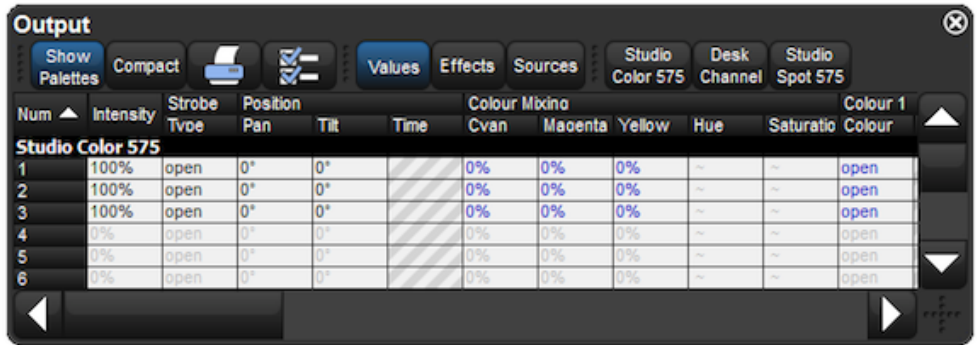 Output
Show Palettes Compact Values Effects Sources Studio Color 575 Desk Channel Studio Spot 575
Num Intensity Strobe Position Colour Mixing Colour 1
Type Pan Tilt Time Cyan Magenta Yellow Hue Saturatio Colour
Studio Color 575
1 100% open 0° 0° 0% 0% 0% ~ ~ open
2 100% open 0° 0° 0% 0% 0% ~ ~ open
3 100% open 0° 0° 0% 0% 0% ~ ~ open
4 0% open 0° 0° 0% 0% 0% ~ ~ open
5 0% open 0° 0° 0% 0% 0% ~ ~ open
6 0% open 0° 0° 0% 0% 0% ~ ~ open